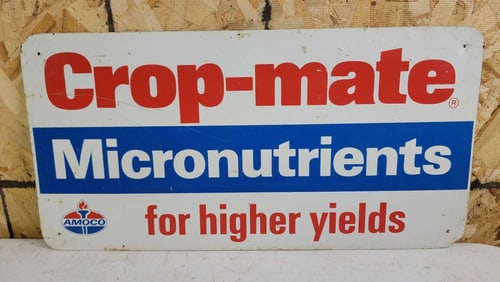 Crop-mate®
Micronutrients
AMOCO
for higher yields